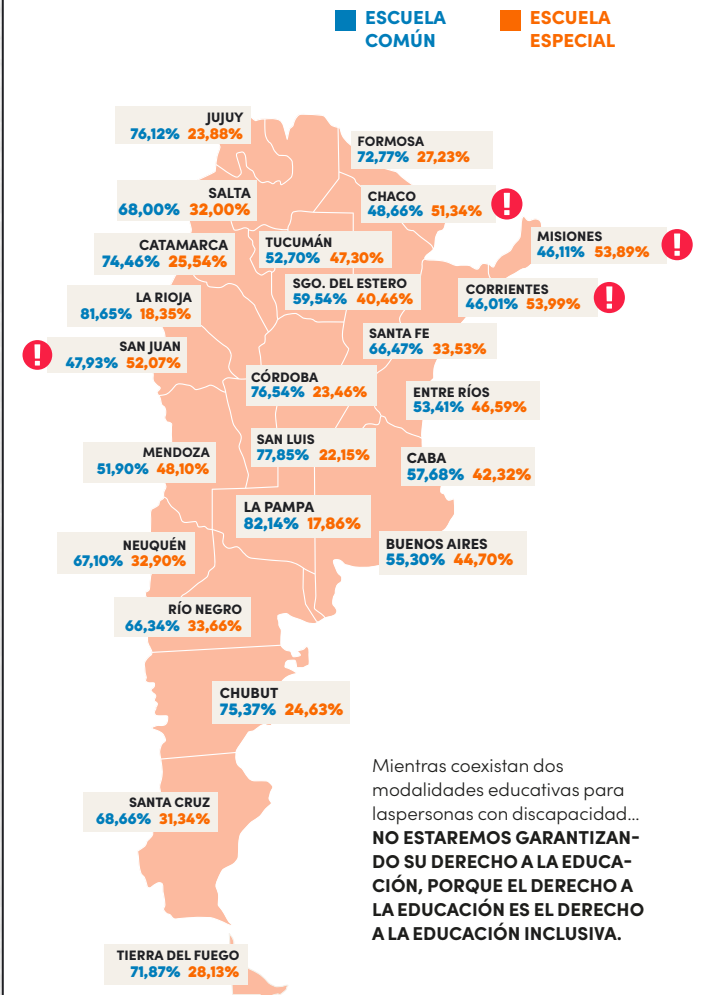 ESCUELA
COMÚN
ESCUELA
ESPECIAL
JUJUY
76,12% 23,88%
FORMOSA
72,77% 27,23%
SALTA
68,00% 32,00%
CHACO
48,66% 51,34%
!
MISIONES
46,11% 53,89%
!
CATAMARCA
74,46% 25,54%
TUCUMÁN
52,70% 47,30%
SGO. DEL ESTERO
59,54% 40,46%
CORRIENTES
46,01% 53,99%
!
LA RIOJA
81,65% 18,35%
SANTA FE
66,47% 33,53%
!
SAN JUAN
47,93% 52,07%
CÓRDOBA
76,54% 23,46%
ENTRE RÍOS
53,41% 46,59%
SAN LUIS
77,85% 22,15%
MENDOZA
51,90% 48,10%
CABA
57,68% 42,32%
LA PAMPA
82,14% 17,86%
NEUQUÉN
67,10% 32,90%
BUENOS AIRES
55,30% 44,70%
RÍO NEGRO
66,34% 33,66%
CHUBUT
75,37% 24,63%
SANTA CRUZ
68,66% 31,34%
Mientras coexistan dos
modalidades educativas para
laspersonas con discapacidad...
NO ESTAREMOS GARANTIZAN-
DO SU DERECHO A LA EDUCA-
CIÓN, PORQUE EL DERECHO A
LA EDUCACIÓN ES EL DERECHO
A LA EDUCACIÓN INCLUSIVA.
TIERRA DEL FUEGO
71,87% 28,13%